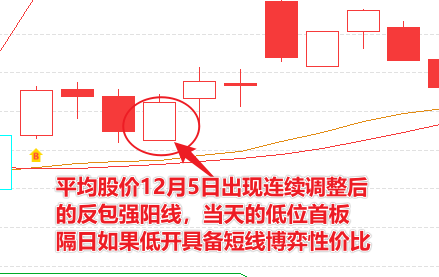 B
平均股价12月5日出现连续调整后
的反包强阳线，当天的低位首板
隔日如果低开具备短线博弈性价比